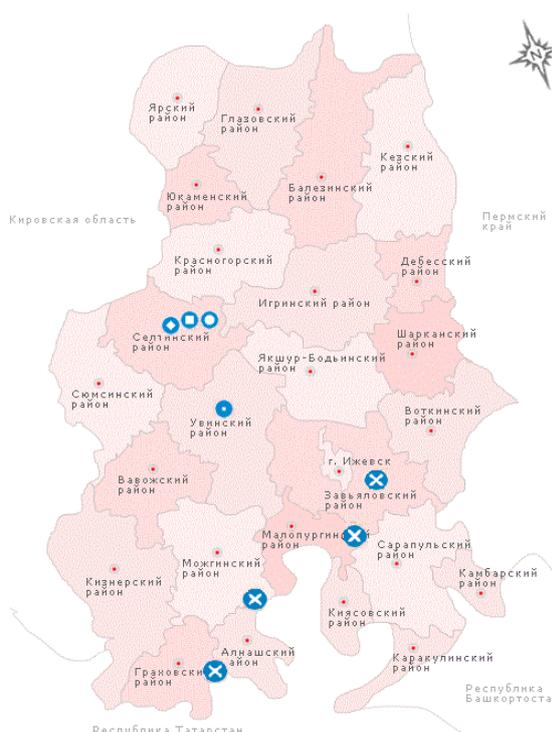 N
Ярский
район
Глазовский
район
Кезский
район
Юкаменский
район
Балезинский
район
Кировская область
Пермский
край
Красногорский
район
Дебесский
район
Игринский район
Селтинский
район
Шарканский
район
Якшур-Бодьинский
район
Сюмсинский
район
Увинский
район
Воткинский
район
г. Ижевск
Вавожский
район
Завьяловский
район
Малопургинский
район
Сарапульский
район
Можгинский
район
Кизнерский
район
Камбарский
район
Киясовский
район
Алнашский
район
Граховский
район
Каракулинский
район
Республика
Башкортоста
Республика Татарстан